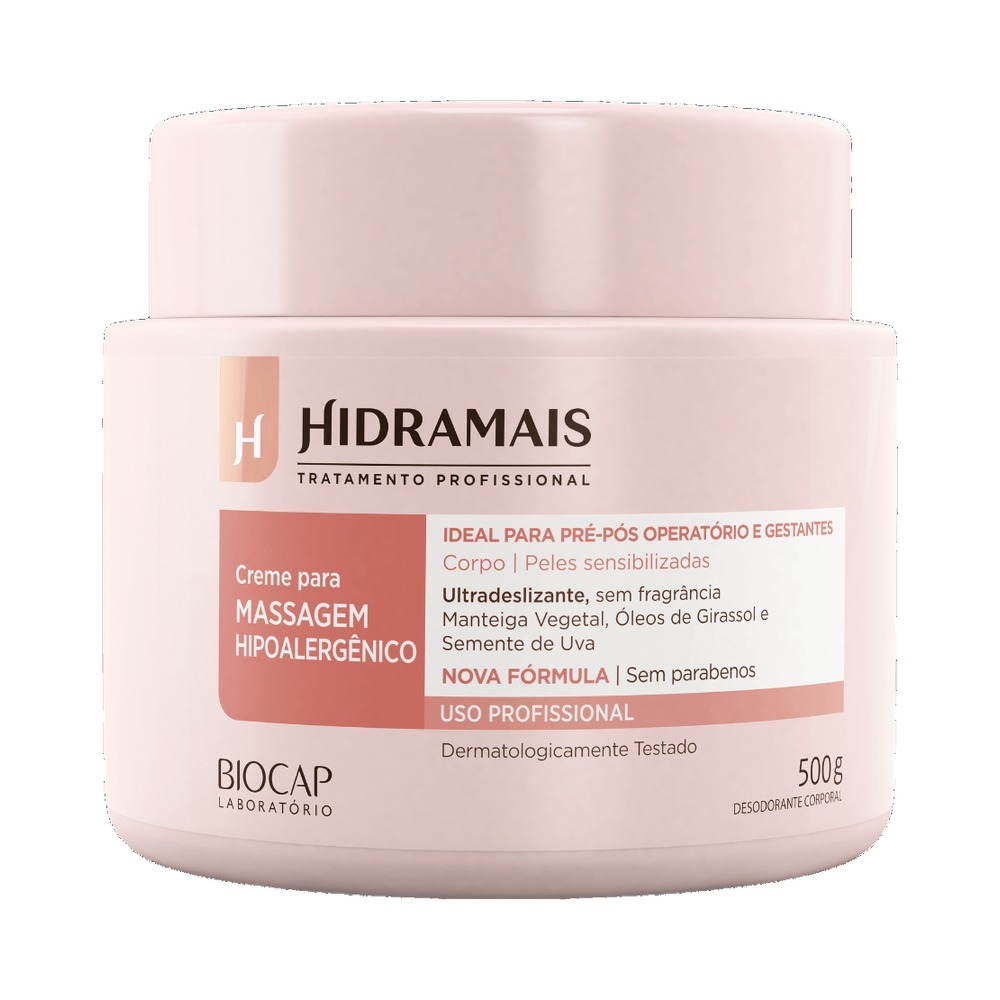 H
HIDRAMAIS
TRATAMENTO PROFISSIONAL
Creme para
MASSAGEM
HIPOALERGÊNICO
IDEAL PARA PRÉ-PÓS OPERATÓRIO E GESTANTES
Corpo | Peles sensibilizadas
Ultradeslizante, sem fragrância
Manteiga Vegetal, Óleos de Girassol e
Semente de Uva
NOVA FÓRMULA | Sem parabenos
USO PROFISSIONAL
Dermatologicamente Testado
BIOCAP
LABORATÓRIO
500g
DESODORANTE CORPORAL